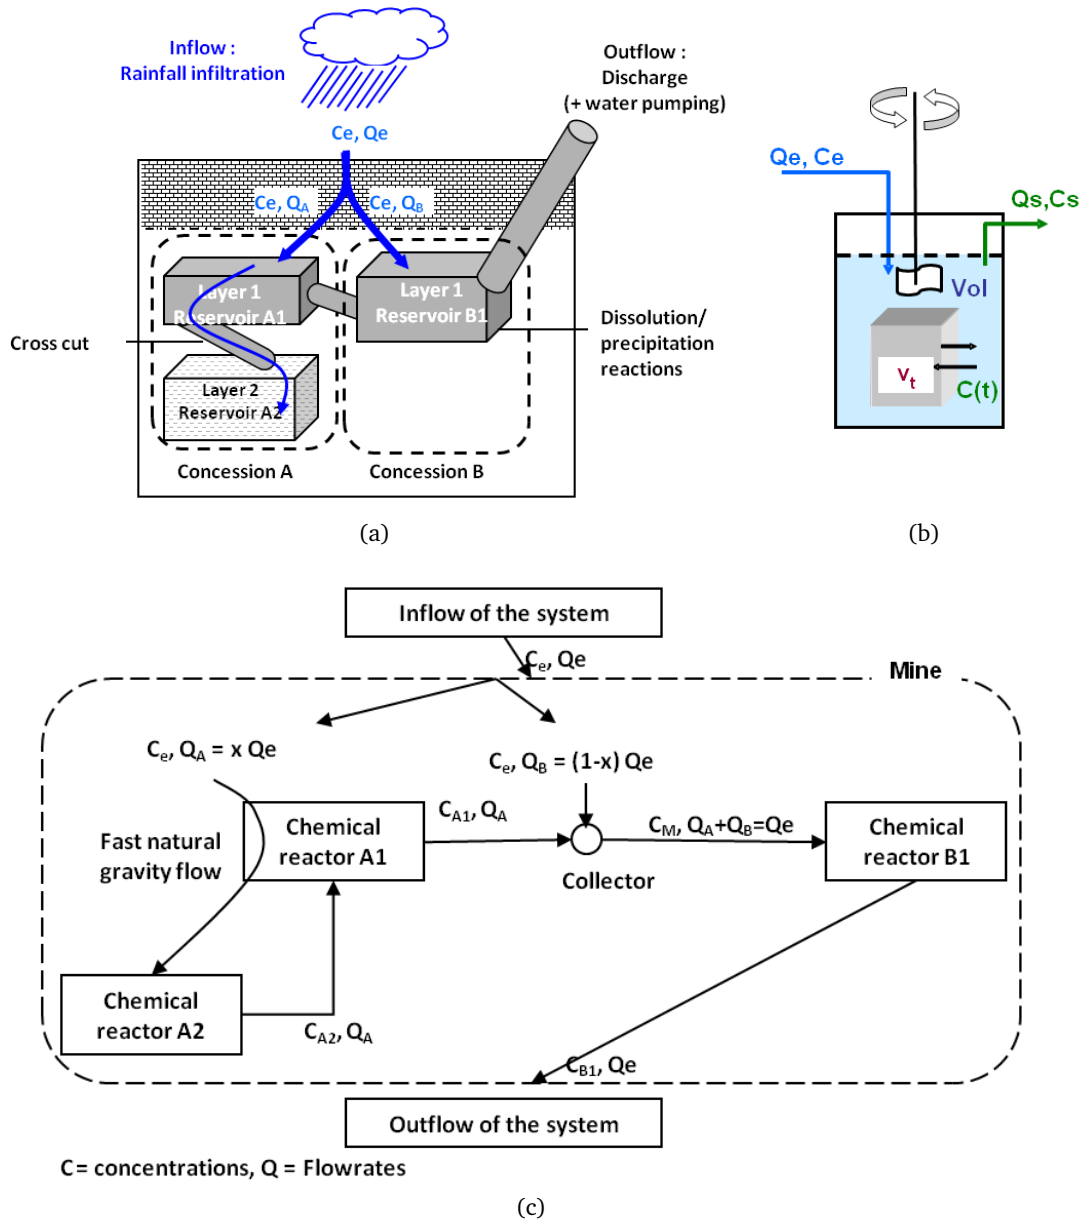 Inflow :
Rainfall infiltration
Outflow :
Discharge
(+ water pumping)
Ce, Qe
Ce, QA
Ce, QB
Layer 1
Reservoir A1
Layer 1
Reservoir B1
Cross cut
Dissolution/
precipitation
reactions
Layer 2
Reservoir A2
Concession A
Concession B
(a)
Qe, Ce
Qs,Cs
Vol
vt
C(t)
(b)
Inflow of the system
Ce, Qe
Mine
Ce, QA = x Qe
Ce, QB = (1-x) Qe
CA1, QA
CM, QA+QB=Qe
Chemical
reactor A1
Chemical
reactor B1
Fast natural
gravity flow
Collector
Chemical
reactor A2
CA2, QA
CB1, Qe
Outflow of the system
C= concentrations, Q = Flowrates
(c)